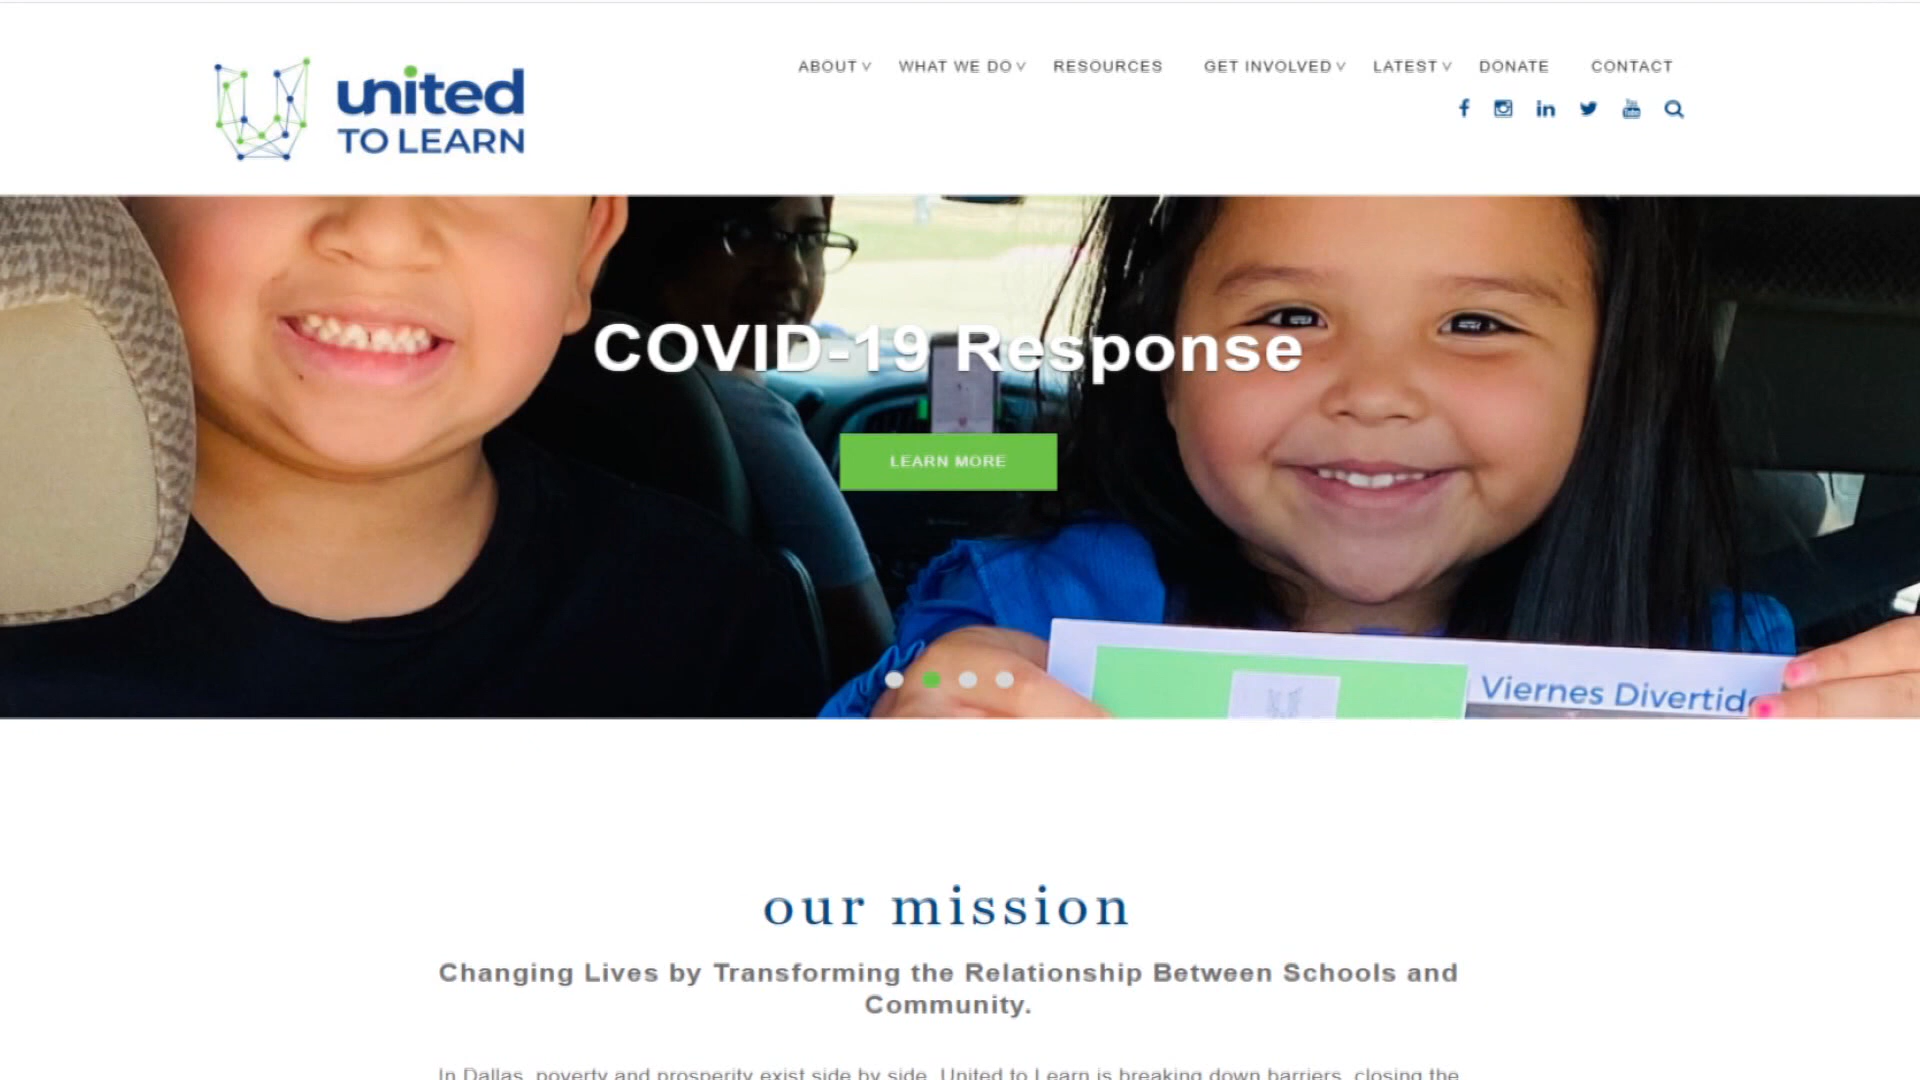 united
TO LEARN
ABOUT WHAT WE DO RESOURCES GET INVOLVED LATEST DONATE CONTACT
COVID-19 Response
LEARN MORE
Viernes
our mission
Changing Lives by Transforming the Relationship Between Schools and
Community.
In Dallas, poverty and prosperity exist side by side. United to Learn is breaking down barriers, closing the